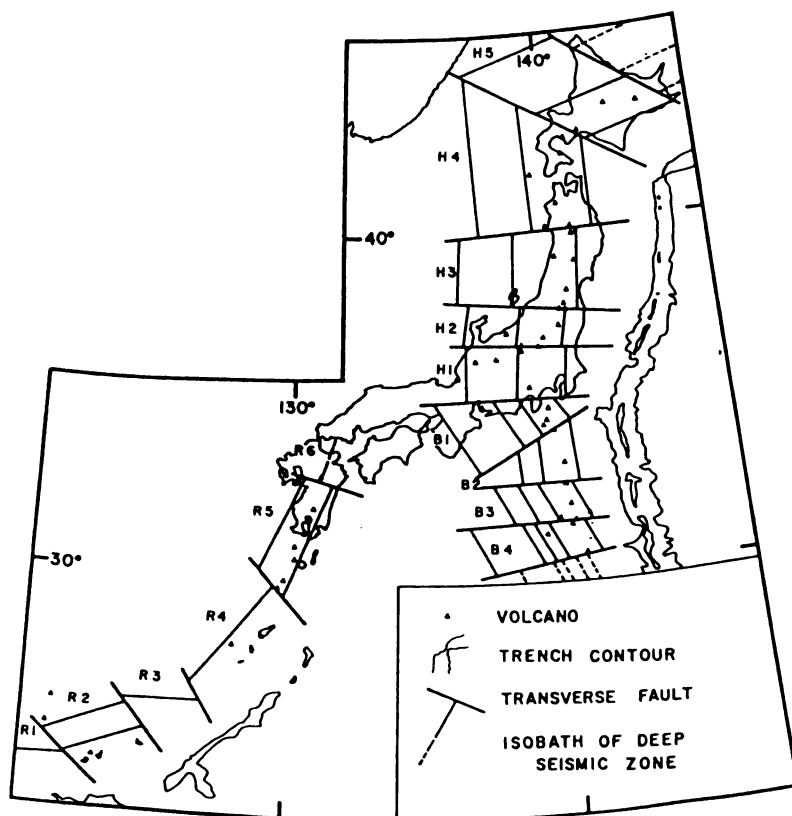 H5
140°
H4
40°
H3
H2
H1
130°
B1
R6
B2
R5
B3
B4
30°
R4
R3
R2
R1
VOLCANO
TRENCH CONTOUR
TRANSVERSE FAULT
ISOBATH OF DEEP
SEISMIC ZONE